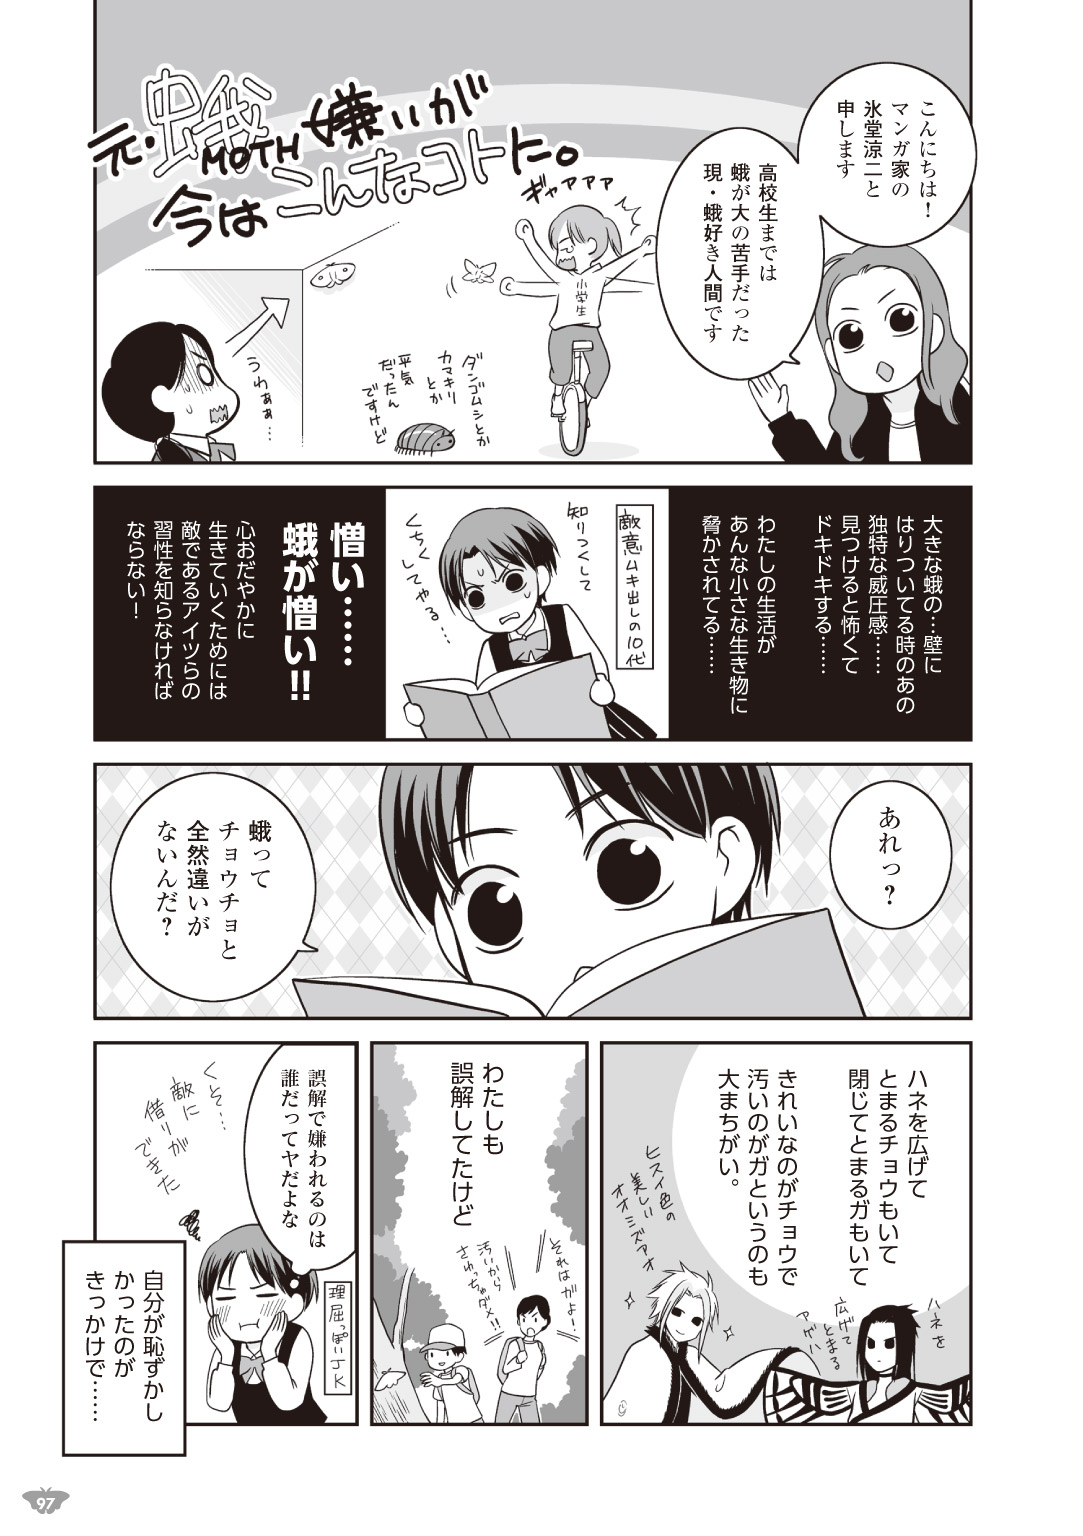 元・蛾嫌いが
MOTH
今はこんなコトに。
こんにちは!
マンガ家の
氷堂涼二と
申します
高校生までは
蛾が大の苦手だった
現・蛾好き人間です
ギャアアア
小学生
ダンゴムシとか
カマキリ
とか
平気
だったん
ですけど
うわぁぁ…
大きな蛾の…壁に
はりついてる時のあの
独特な威圧感……
見つけると怖くて
ドキドキする……
わたしの生活が
あんな小さな生き物に
脅かされてる……
敵意ムキ出しの10代
知りつくして
くちくしてやる…
憎い……
蛾が憎い!!
心おだやかに
生きていくためには
敵であるアイツらの
習性を知らなければ
ならない!
あれっ?
蛾って
チョウチョと
全然違いが
ないんだ?
ハネを広げて
とまるチョウもいて
閉じてとまるガもいて
きれいなのがチョウで
汚いのがガというのも
大まちがい。
ヒスイ色の
美しい
オオミズアオ
ハネを
広げて
とまる
アゲハ
わたしも
誤解してたけど
それはガよー!
汚いから
さわっちゃダメ!!
誤解で嫌われるのは
誰だってヤだよな
くそ…
敵に
借りが
できた
理屈っぽいJK
自分が恥ずかし
かったのが
きっかけで……
97